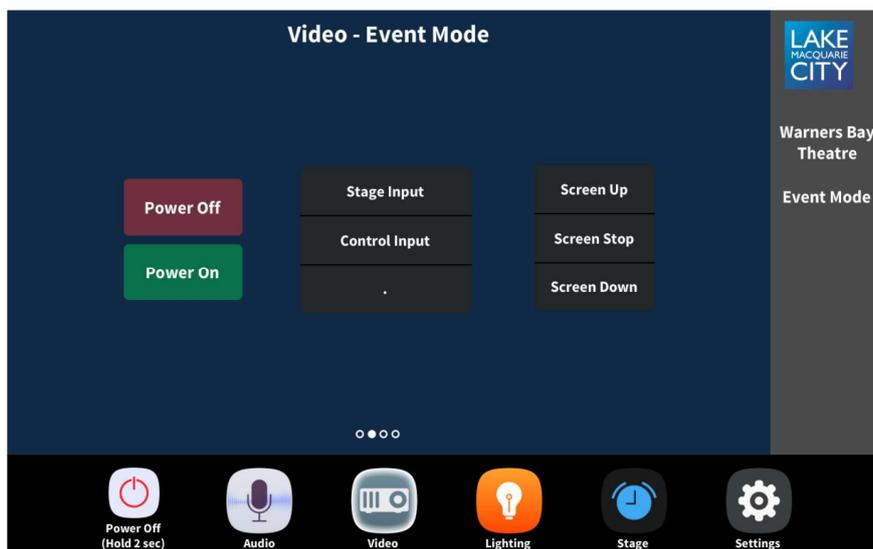 Video - Event Mode
LAKE
MACQUARIE
CITY
Warners Bay
Theatre
Event Mode
Power Off
Power On
Stage Input
Control Input
.
Screen Up
Screen Stop
Screen Down
Power Off
(Hold 2 sec)
Audio
Video
Lighting
Stage
Settings